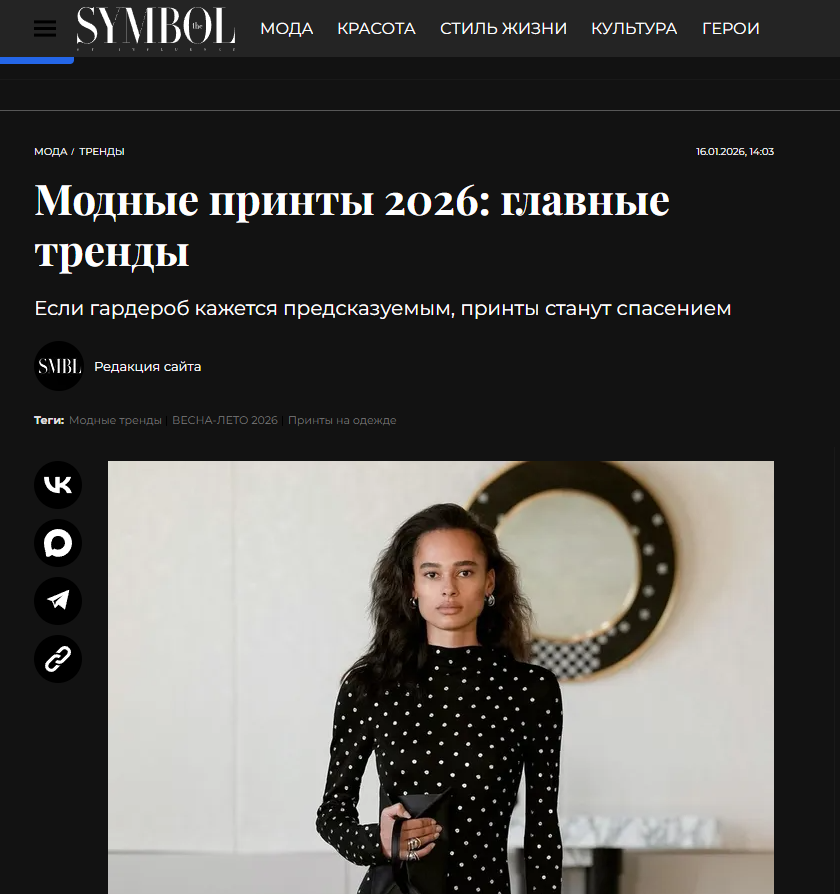 the SYMBOL
МОДА КРАСОТА СТИЛЬ ЖИЗНИ КУЛЬТУРА ГЕРОИ
МОДА / ТРЕНДЫ 16.01.2026, 14:03
Модные принты 2026: главные
тренды
Если гардероб кажется предсказуемым, принты станут спасением
SMBL Редакция сайта
Теги: Модные тренды | ВЕСНА-ЛЕТО 2026 | Принты на одежде